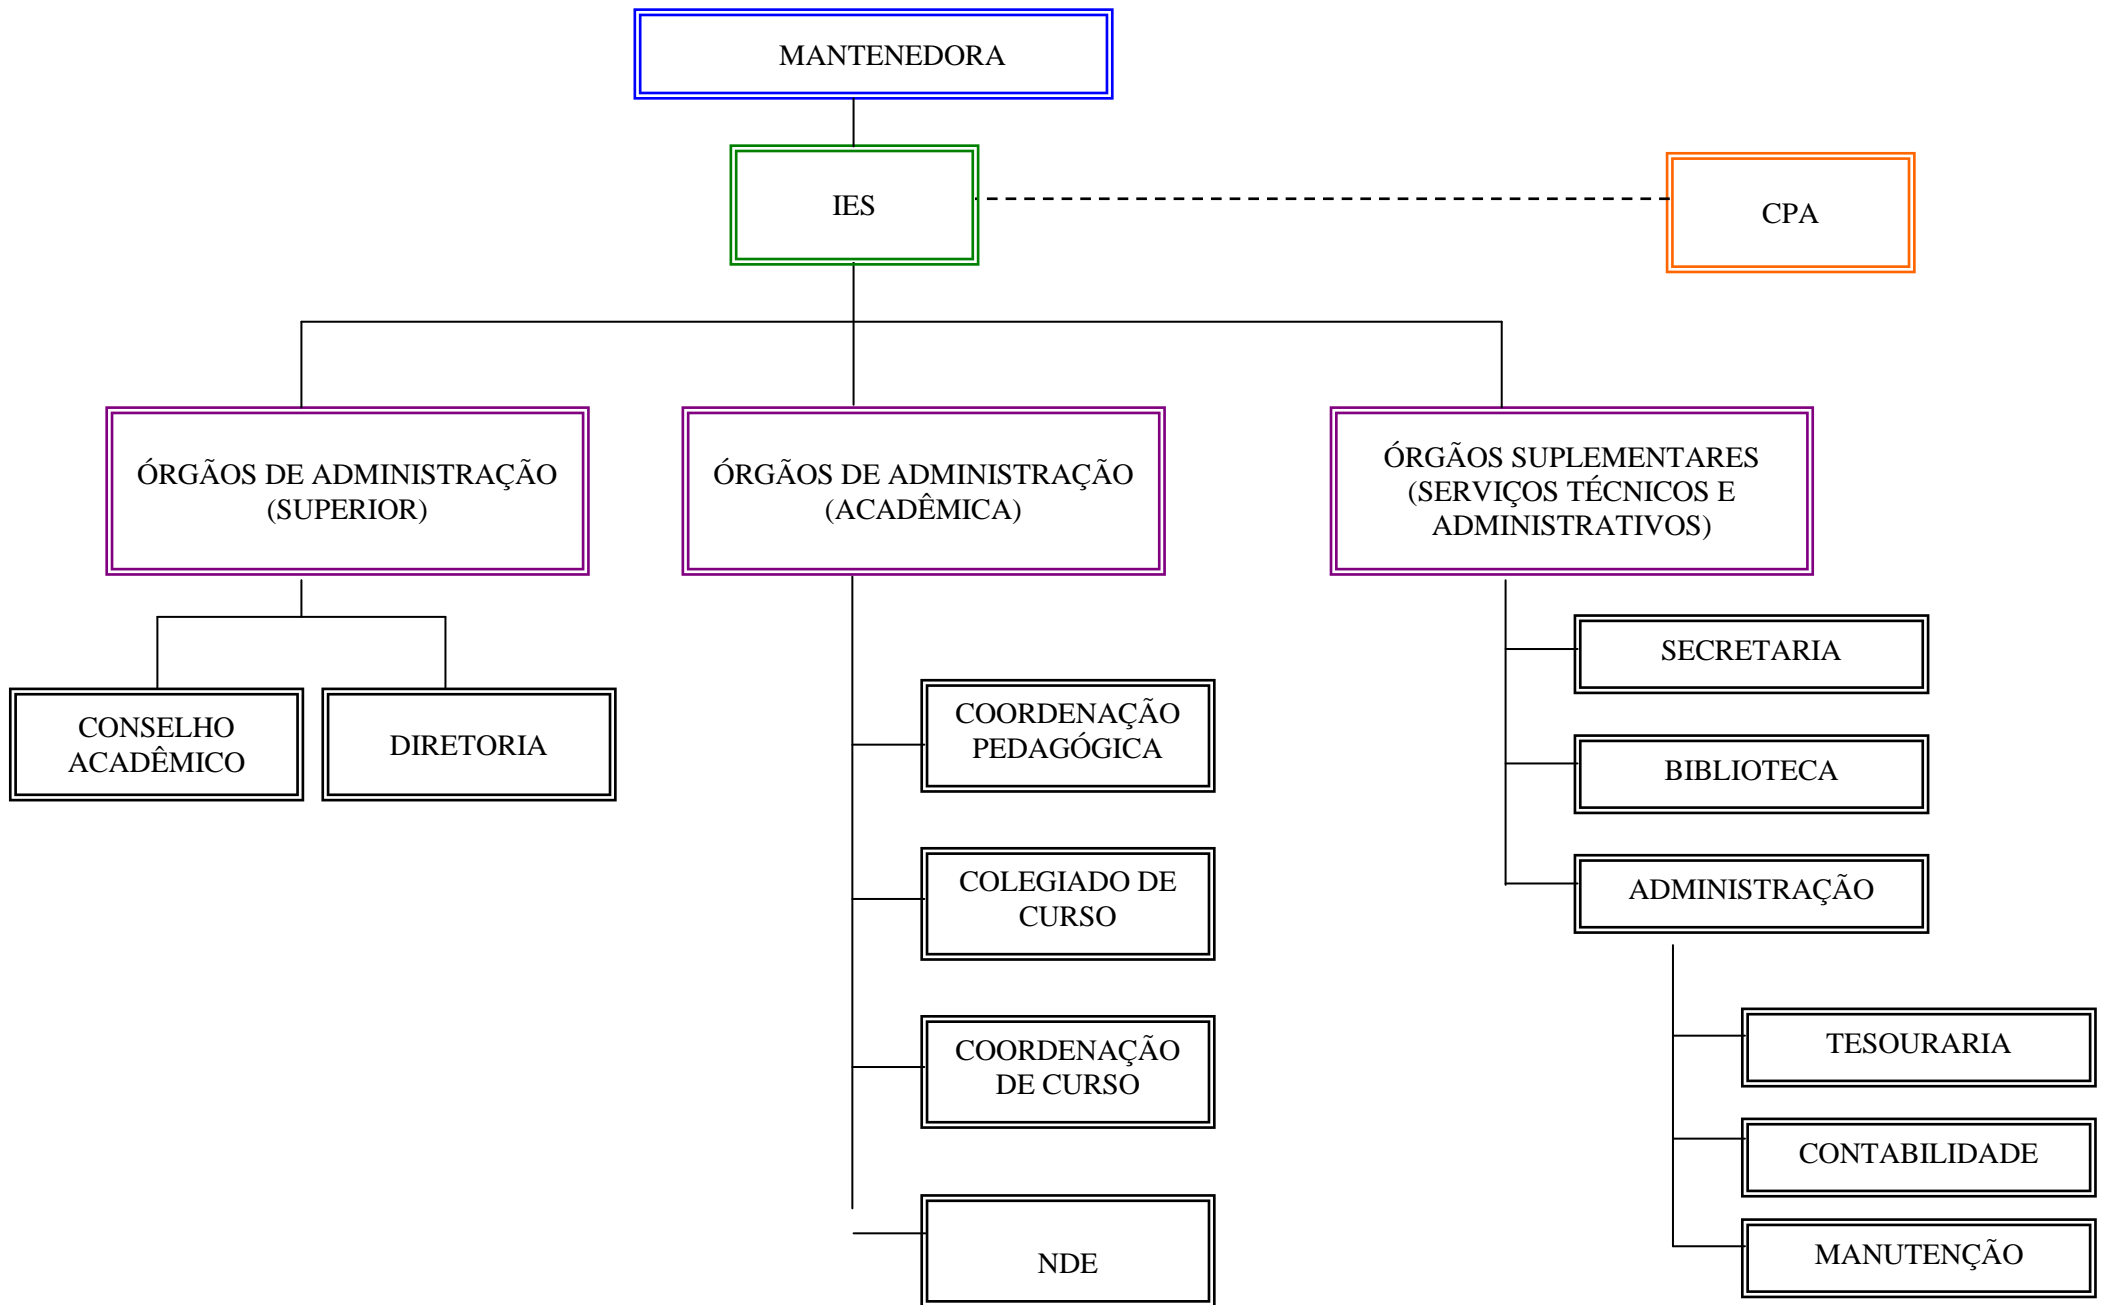 MANTENEDORA
IES
CPA
ÓRGÃOS DE ADMINISTRAÇÃO
(SUPERIOR)
ÓRGÃOS DE ADMINISTRAÇÃO
(ACADÊMICA)
ÓRGÃOS SUPLEMENTARES
(SERVIÇOS TÉCNICOS E
ADMINISTRATIVOS)
CONSELHO
ACADÊMICO
DIRETORIA
COORDENAÇÃO
PEDAGÓGICA
COLEGIADO DE
CURSO
COORDENAÇÃO
DE CURSO
NDE
SECRETARIA
BIBLIOTECA
ADMINISTRAÇÃO
TESOURARIA
CONTABILIDADE
MANUTENÇÃO